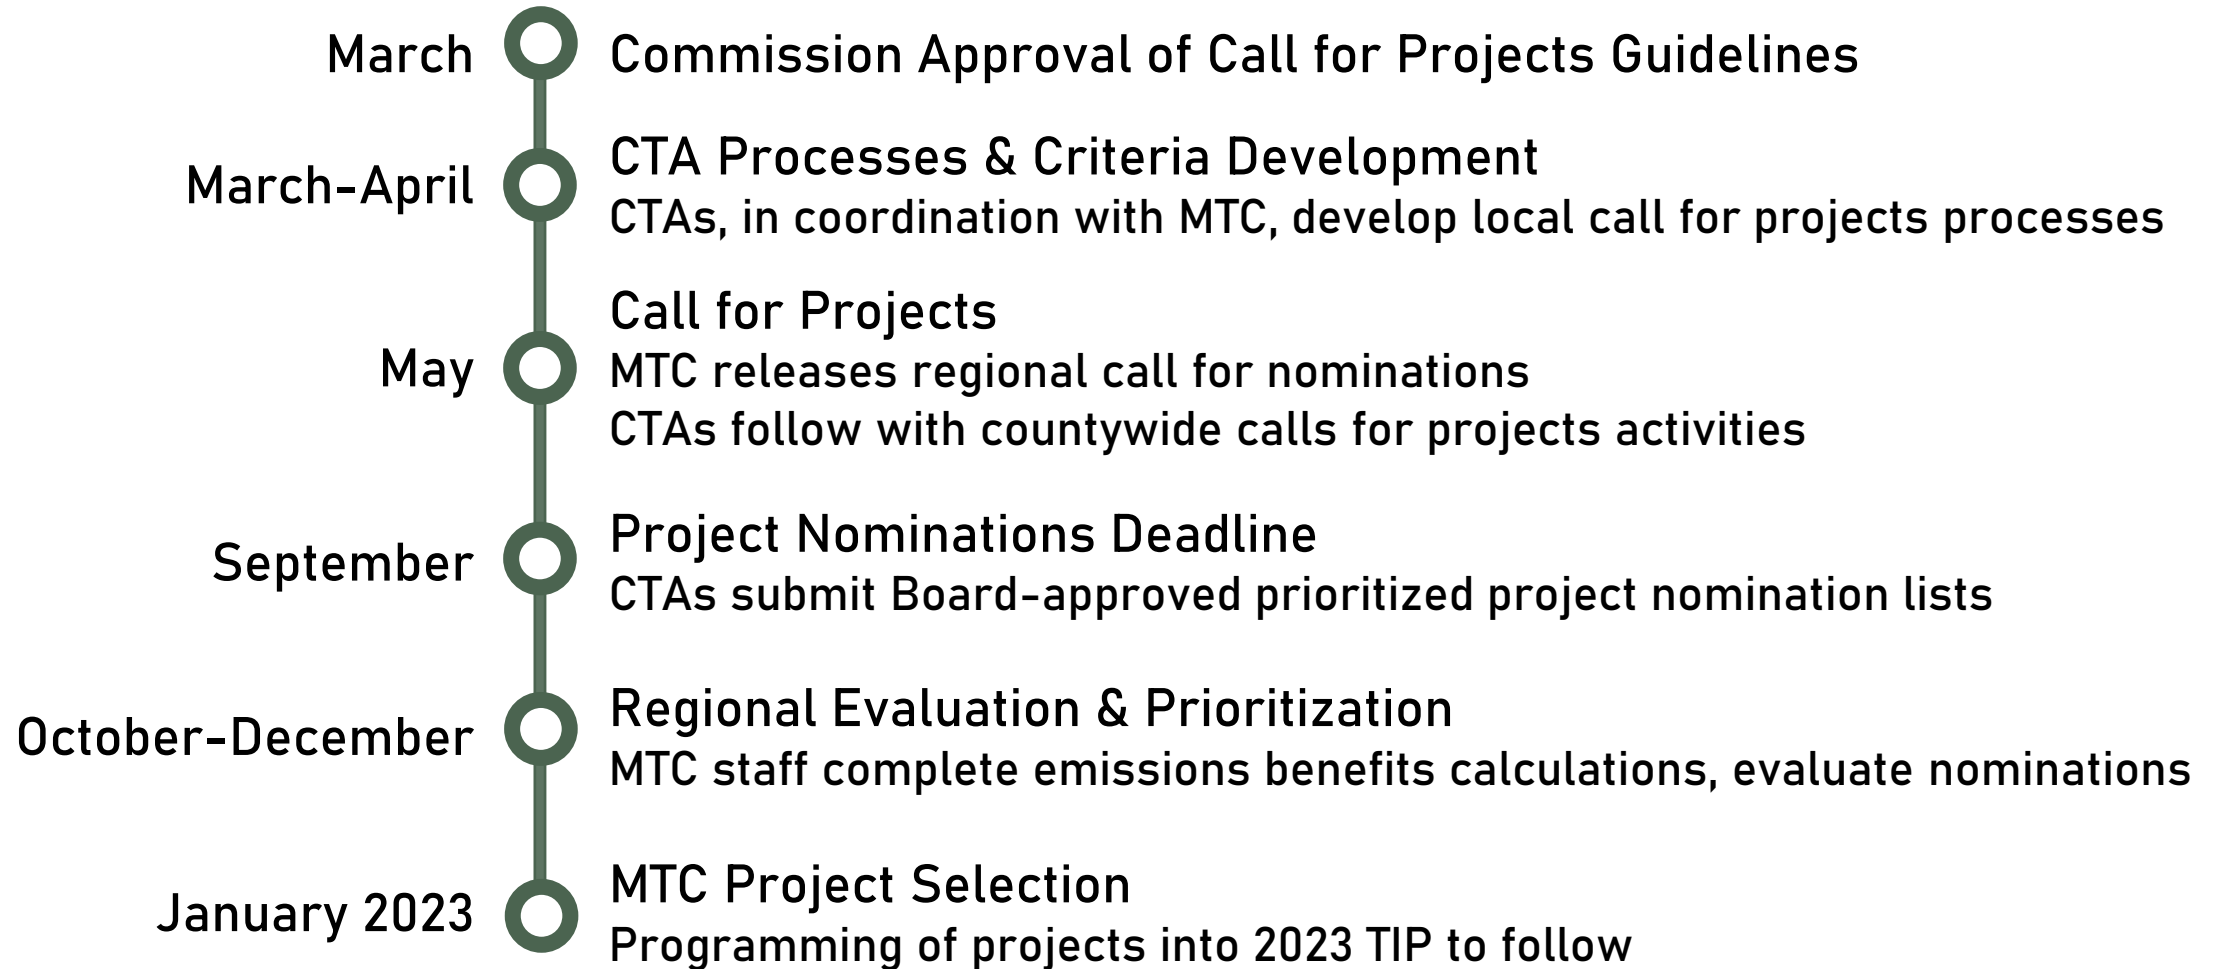 March
Commission Approval of Call for Projects Guidelines
March-April
CTA Processes & Criteria Development
CTAs, in coordination with MTC, develop local call for projects processes
May
Call for Projects
MTC releases regional call for nominations
CTAs follow with countywide calls for projects activities
September
Project Nominations Deadline
CTAs submit Board-approved prioritized project nomination lists
October-December
Regional Evaluation & Prioritization
MTC staff complete emissions benefits calculations, evaluate nominations
January 2023
MTC Project Selection
Programming of projects into 2023 TIP to follow